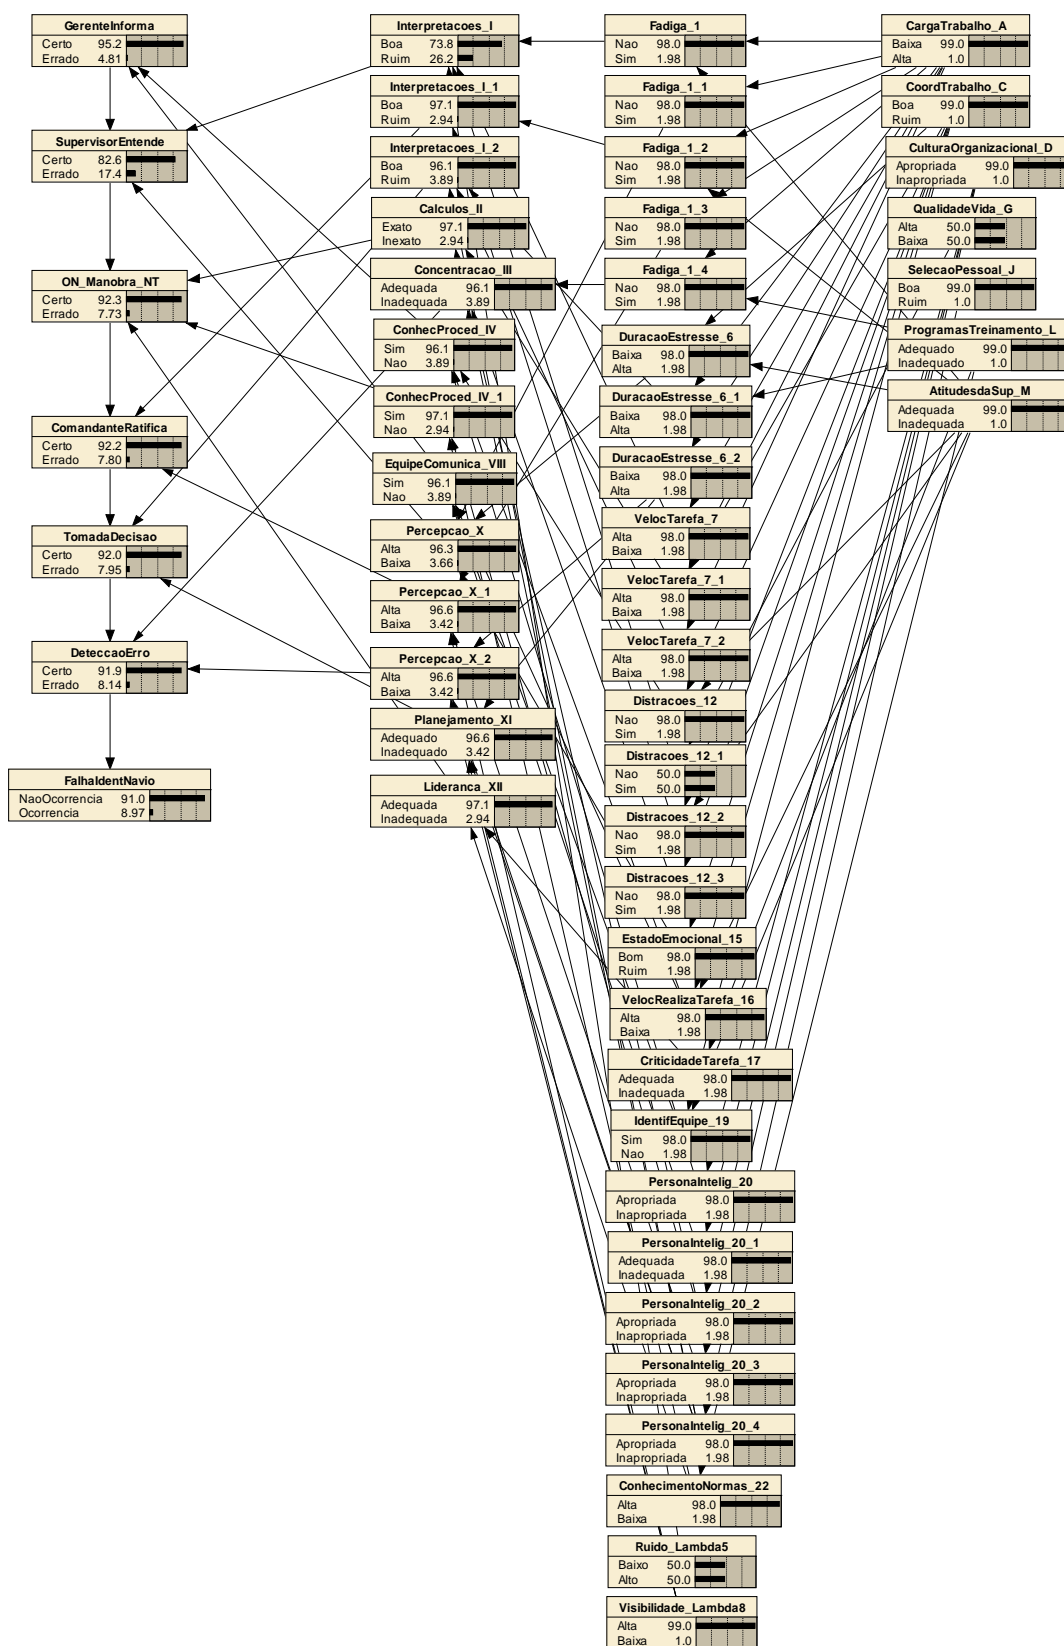 GerenteInforma
Certo 95.2
Errado 4.81
SupervisorEntende
Certo 82.6
Errado 17.4
ON_Manobra_NT
Certo 92.3
Errado 7.73
ComandanteRatifica
Certo 92.2
Errado 7.80
TomadaDecisao
Certo 92.0
Errado 7.95
DeteccaoErro
Certo 91.9
Errado 8.14
FalhaIdentNavio
NaoOcorrencia 91.0
Ocorrencia 8.97
Interpretacoes_I
Boa 73.8
Ruim 26.2
Interpretacoes_I_1
Boa 97.1
Ruim 2.94
Interpretacoes_I_2
Boa 96.1
Ruim 3.89
Calculos_II
Exato 97.1
Inexato 2.94
Concentracao_III
Adequada 96.1
Inadequada 3.89
ConhecProced_IV
Sim 96.1
Nao 3.89
ConhecProced_IV_1
Sim 97.1
Nao 2.94
EquipeComunica_VIII
Sim 96.1
Nao 3.89
Percepcao_X
Alta 96.3
Baixa 3.66
Percepcao_X_1
Alta 96.6
Baixa 3.42
Percepcao_X_2
Alta 96.6
Baixa 3.42
Planejamento_XI
Adequado 96.6
Inadequado 3.42
Lideranca_XII
Adequada 97.1
Inadequada 2.94
Fadiga_1
Nao 98.0
Sim 1.98
Fadiga_1_1
Nao 98.0
Sim 1.98
Fadiga_1_2
Nao 98.0
Sim 1.98
Fadiga_1_3
Nao 98.0
Sim 1.98
Fadiga_1_4
Nao 98.0
Sim 1.98
DuracaoEstresse_6
Baixa 98.0
Alta 1.98
DuracaoEstresse_6_1
Baixa 98.0
Alta 1.98
DuracaoEstresse_6_2
Baixa 98.0
Alta 1.98
VelocTarefa_7
Alta 98.0
Baixa 1.98
VelocTarefa_7_1
Alta 98.0
Baixa 1.98
VelocTarefa_7_2
Alta 98.0
Baixa 1.98
Distracoes_12
Nao 98.0
Sim 1.98
Distracoes_12_1
Nao 50.0
Sim 50.0
Distracoes_12_2
Nao 98.0
Sim 1.98
Distracoes_12_3
Nao 98.0
Sim 1.98
EstadoEmocional_15
Bom 98.0
Ruim 1.98
VelocRealizaTarefa_16
Alta 98.0
Baixa 1.98
CriticidadeTarefa_17
Adequada 98.0
Inadequada 1.98
IdentifEquipe_19
Sim 98.0
Nao 1.98
PersonaIntelig_20
Apropriada 98.0
Inapropriada 1.98
PersonaIntelig_20_1
Adequada 98.0
Inadequada 1.98
PersonaIntelig_20_2
Apropriada 98.0
Inapropriada 1.98
PersonaIntelig_20_3
Apropriada 98.0
Inapropriada 1.98
PersonaIntelig_20_4
Apropriada 98.0
Inapropriada 1.98
ConhecimentoNormas_22
Alta 98.0
Baixa 1.98
Ruido_Lambda5
Baixo 50.0
Alto 50.0
Visibilidade_Lambda8
Alta 99.0
Baixa 1.0
CargaTrabalho_A
Baixa 99.0
Alta 1.0
CoordTrabalho_C
Boa 99.0
Ruim 1.0
CulturaOrganizacional_D
Apropriada 99.0
Inapropriada 1.0
QualidadeVida_G
Alta 50.0
Baixa 50.0
SelecaoPessoal_J
Boa 99.0
Ruim 1.0
ProgramasTreinamento_L
Adequado 99.0
Inadequado 1.0
AtitudesdaSup_M
Adequada 99.0
Inadequada 1.0